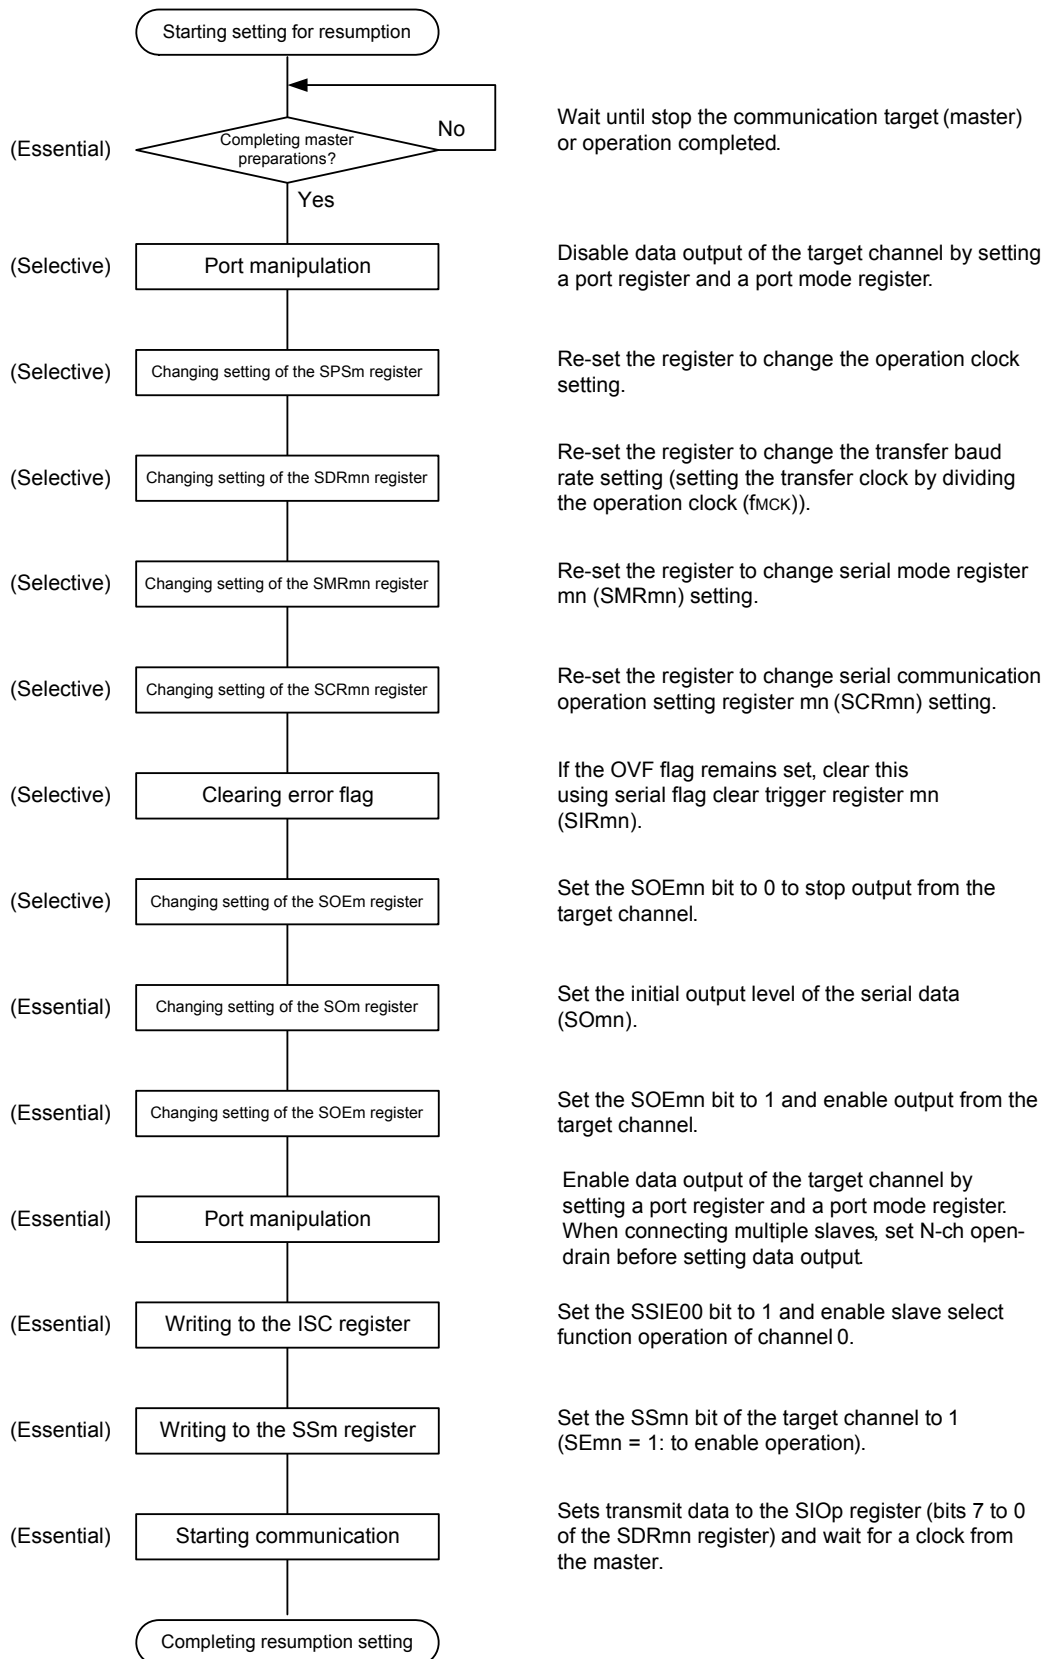 Starting setting for resumption
(Essential)
Completing master
preparations?
No
Yes
Wait until stop the communication target (master)
or operation completed.
(Selective)
Port manipulation
Disable data output of the target channel by setting
a port register and a port mode register.
(Selective)
Changing setting of the SPSm register
Re-set the register to change the operation clock
setting.
(Selective)
Changing setting of the SDRmn register
Re-set the register to change the transfer baud
rate setting (setting the transfer clock by dividing
the operation clock (fMCK)).
(Selective)
Changing setting of the SMRmn register
Re-set the register to change serial mode register
mn (SMRmn) setting.
(Selective)
Changing setting of the SCRmn register
Re-set the register to change serial communication
operation setting register mn (SCRmn) setting.
(Selective)
Clearing error flag
If the OVF flag remains set, clear this
using serial flag clear trigger register mn
(SIRmn).
(Selective)
Changing setting of the SOEm register
Set the SOEmn bit to 0 to stop output from the
target channel.
(Essential)
Changing setting of the SOm register
Set the initial output level of the serial data
(SOmn).
(Essential)
Changing setting of the SOEm register
Set the SOEmn bit to 1 and enable output from the
target channel.
(Essential)
Port manipulation
Enable data output of the target channel by
setting a port register and a port mode register.
When connecting multiple slaves, set N-ch open-
drain before setting data output.
(Essential)
Writing to the ISC register
Set the SSIE00 bit to 1 and enable slave select
function operation of channel 0.
(Essential)
Writing to the SSm register
Set the SSmn bit of the target channel to 1
(SEmn = 1: to enable operation).
(Essential)
Starting communication
Sets transmit data to the SIOp register (bits 7 to 0
of the SDRmn register) and wait for a clock from
the master.
Completing resumption setting